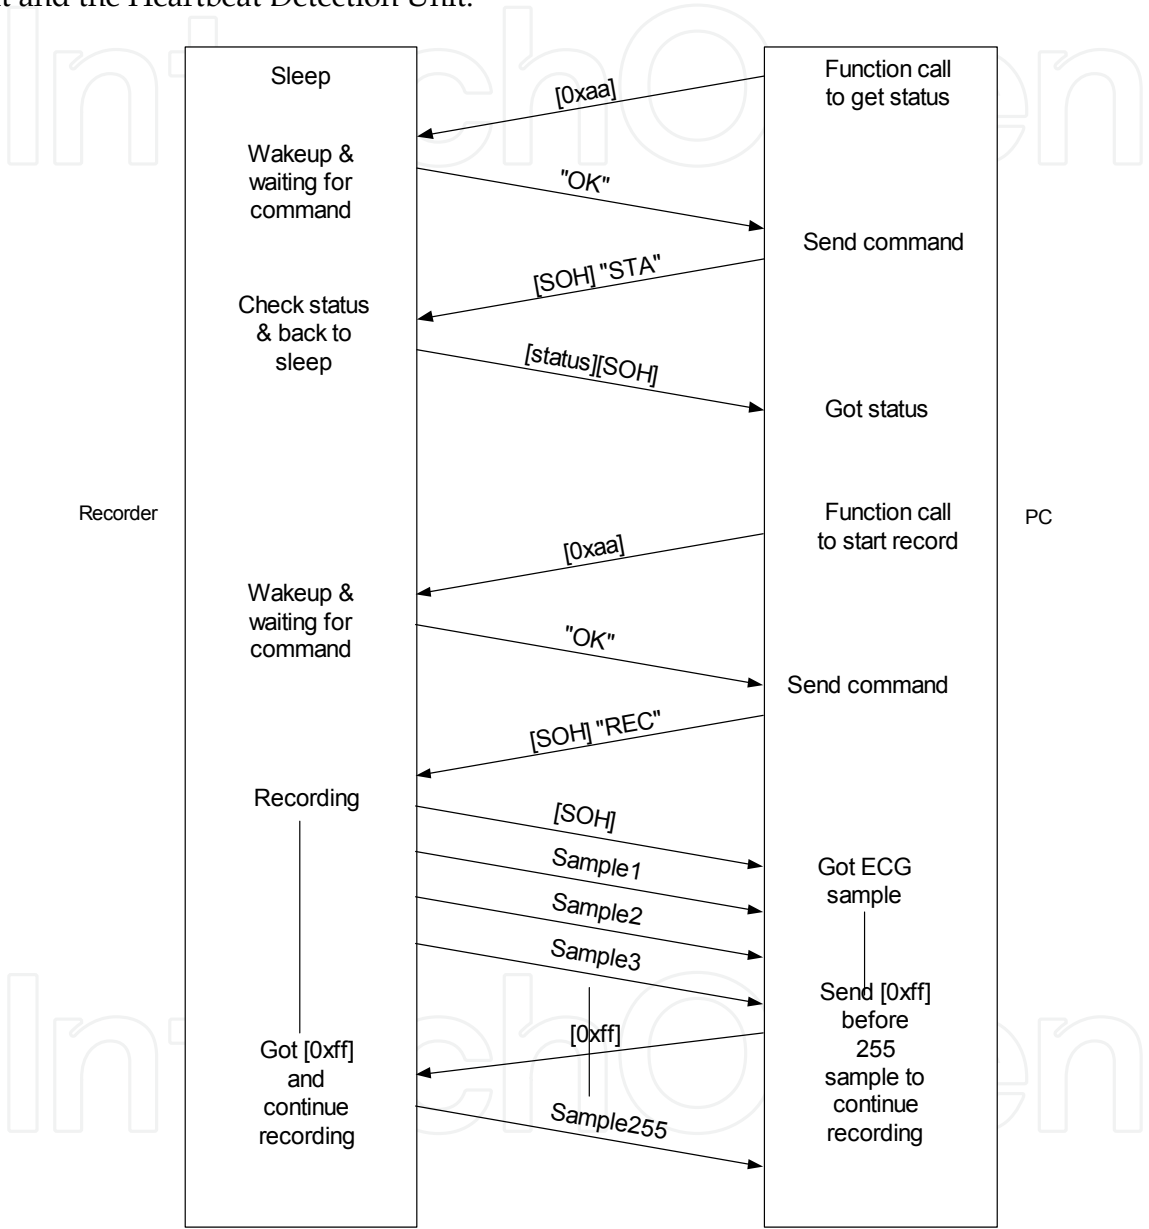 and the Heartbeat Detection Unit.
Sleep
Function call
to get status
[0xaa]
Wakeup &
waiting for
command
"OK"
Send command
[SOH] "STA"
Check status
& back to
sleep
[status][SOH]
Got status
Recorder
Function call
to start record
PC
[0xaa]
Wakeup &
waiting for
command
"OK"
Send command
[SOH] "REC"
Recording
[SOH]
Sample1
Got ECG
sample
Sample2
Sample3
Send [0xff]
before
255
sample to
continue
recording
[0xff]
Got [0xff]
and
continue
recording
Sample255
IntechOpen
IntechOpen